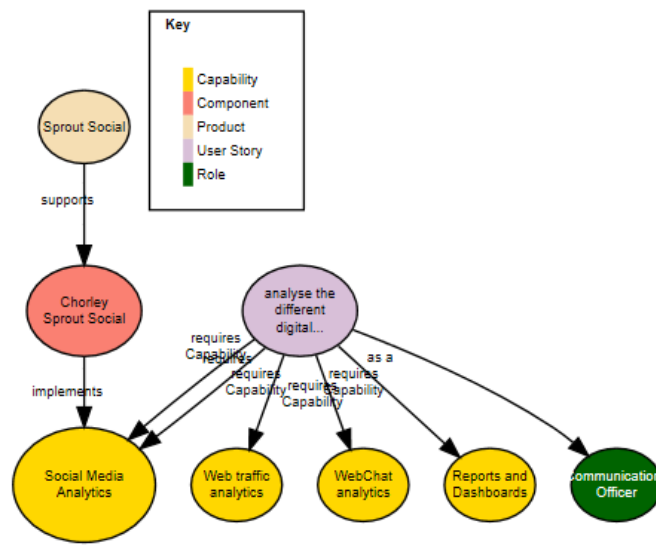 Key
Capability
Component
Product
User Story
Role
Sprout Social
supports
Chorley
Sprout Social
analyse the
different
digital...
requires
Capability
requires
requires
Capability
requires
Capability
requires
Capability
as a
implements
Social Media
Analytics
Web traffic
analytics
WebChat
analytics
Reports and
Dashboards
Communication
Officer